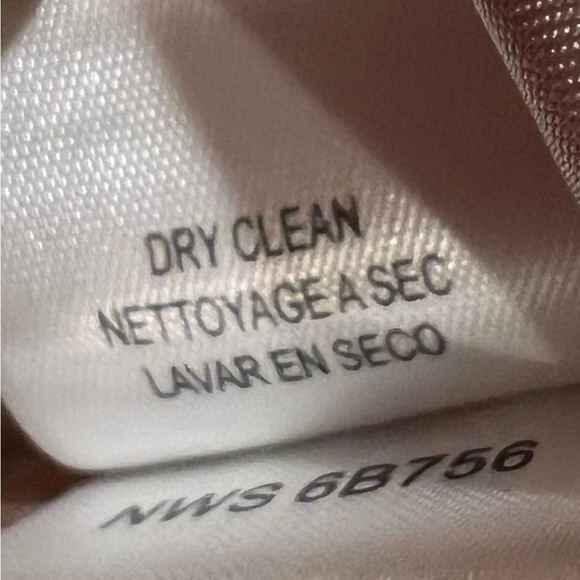 DRY CLEAN
NETTOYAGE A SEC
LAVAR EN SECO
NWS 6B756